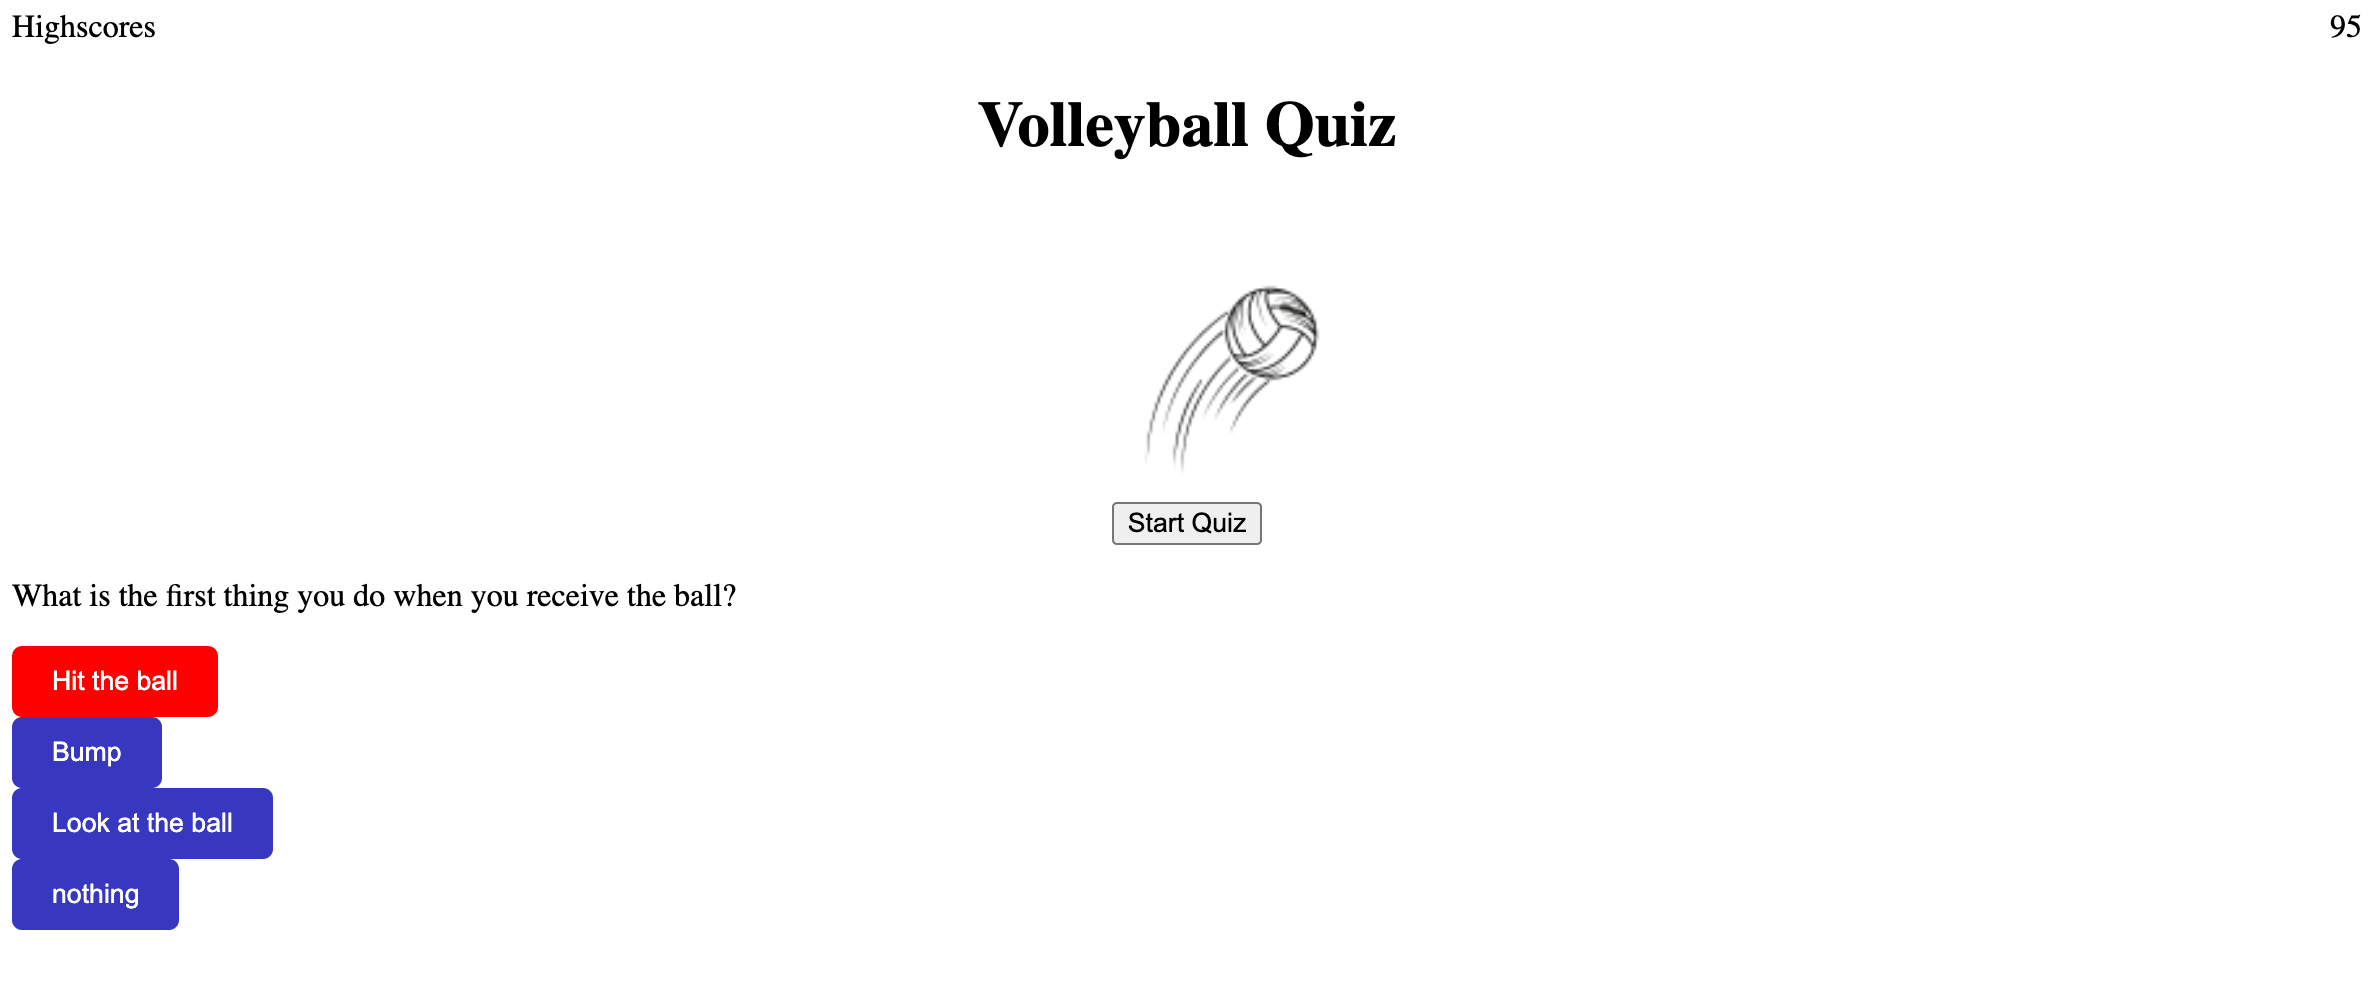 Highscores 95
Volleyball Quiz
Start Quiz
What is the first thing you do when you receive the ball?
Hit the ball
Bump
Look at the ball
nothing